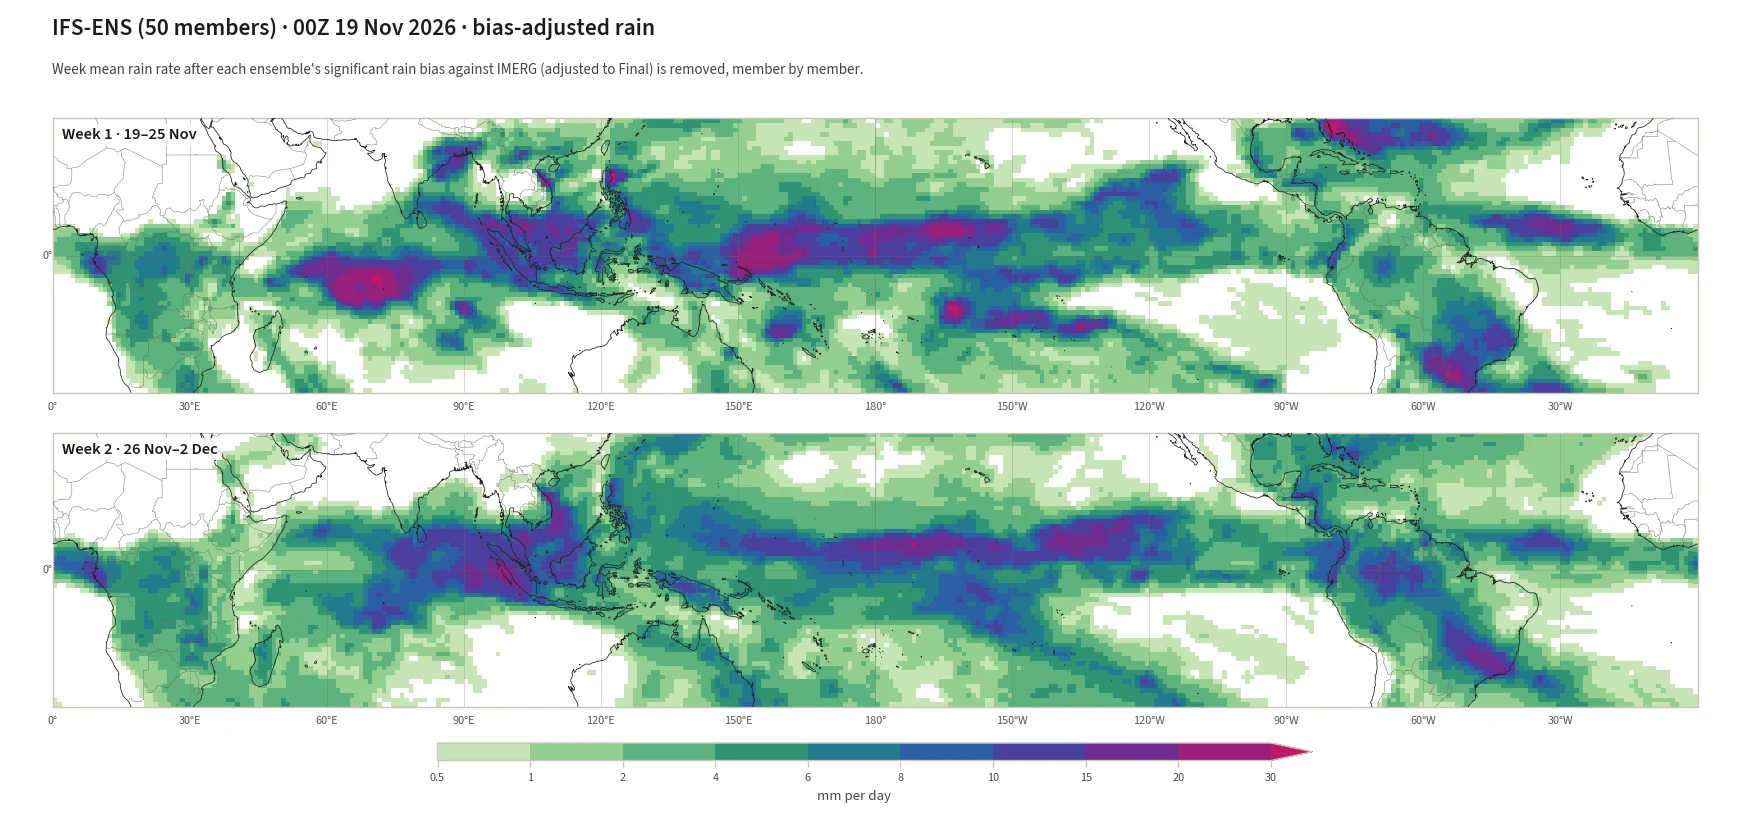 IFS-ENS (50 members) · 00Z 19 Nov 2026 · bias-adjusted rain
Week mean rain rate after each ensemble's significant rain bias against IMERG (adjusted to Final) is removed, member by member.
Week 1 · 19–25 Nov
0°
0° 30°E 60°E 90°E 120°E 150°E 180° 150°W 120°W 90°W 60°W 30°W
Week 2 · 26 Nov–2 Dec
0°
0° 30°E 60°E 90°E 120°E 150°E 180° 150°W 120°W 90°W 60°W 30°W
0.5 1 2 4 6 8 10 15 20 30
mm per day